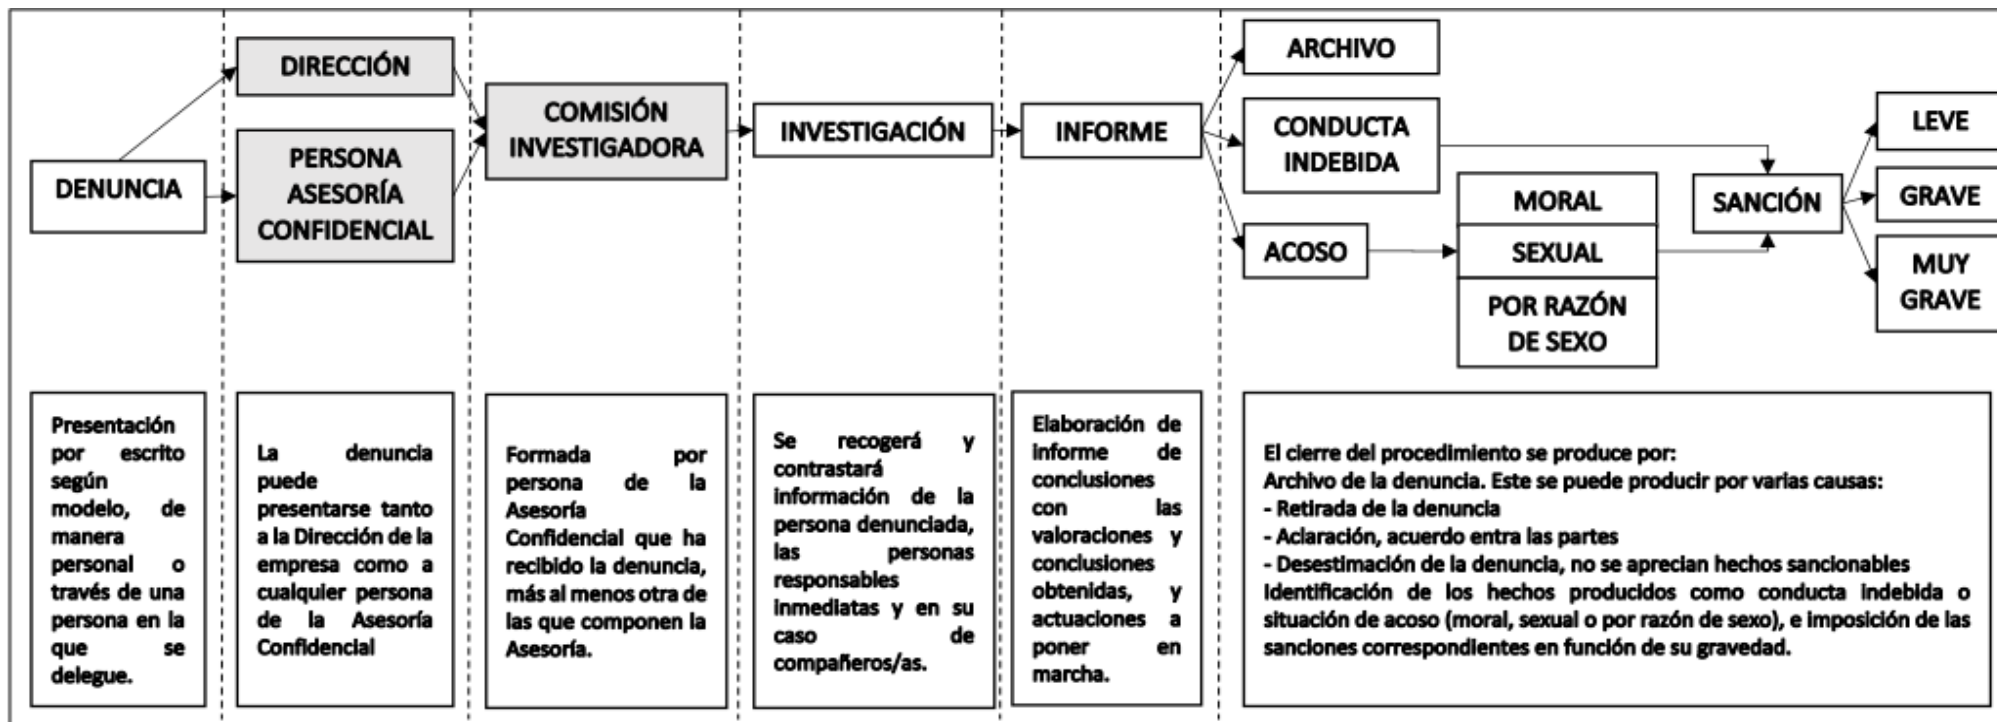 DENUNCIA
DIRECCIÓN
PERSONA
ASESORÍA
CONFIDENCIAL
COMISIÓN
INVESTIGADORA
INVESTIGACIÓN
INFORME
ARCHIVO
CONDUCTA
INDEBIDA
ACOSO
MORAL
SEXUAL
POR RAZÓN
DE SEXO
SANCIÓN
LEVE
GRAVE
MUY
GRAVE
Presentación
por escrito
según
modelo, de
manera
personal o
través de una
persona en la
que se
delegue.
La denuncia
puede
presentarse tanto
a la Dirección de la
empresa como a
cualquier persona
de la Asesoría
Confidencial
Formada por
persona de la
Asesoría
Confidencial que ha
recibido la denuncia,
más al menos otra de
las que componen la
Asesoría.
Se recogerá y
contrastará
información de la
persona denunciada,
las personas
responsables
inmediatas y en su
caso de
compañeros/as.
Elaboración de
informe de
conclusiones
con las
valoraciones y
conclusiones
obtenidas, y
actuaciones a
poner en
marcha.
El cierre del procedimiento se produce por:
Archivo de la denuncia. Este se puede producir por varias causas:
- Retirada de la denuncia
- Aclaración, acuerdo entra las partes
- Desestimación de la denuncia, no se aprecian hechos sancionables
Identificación de los hechos producidos como conducta indebida o
situación de acoso (moral, sexual o por razón de sexo), e imposición de las
sanciones correspondientes en función de su gravedad.